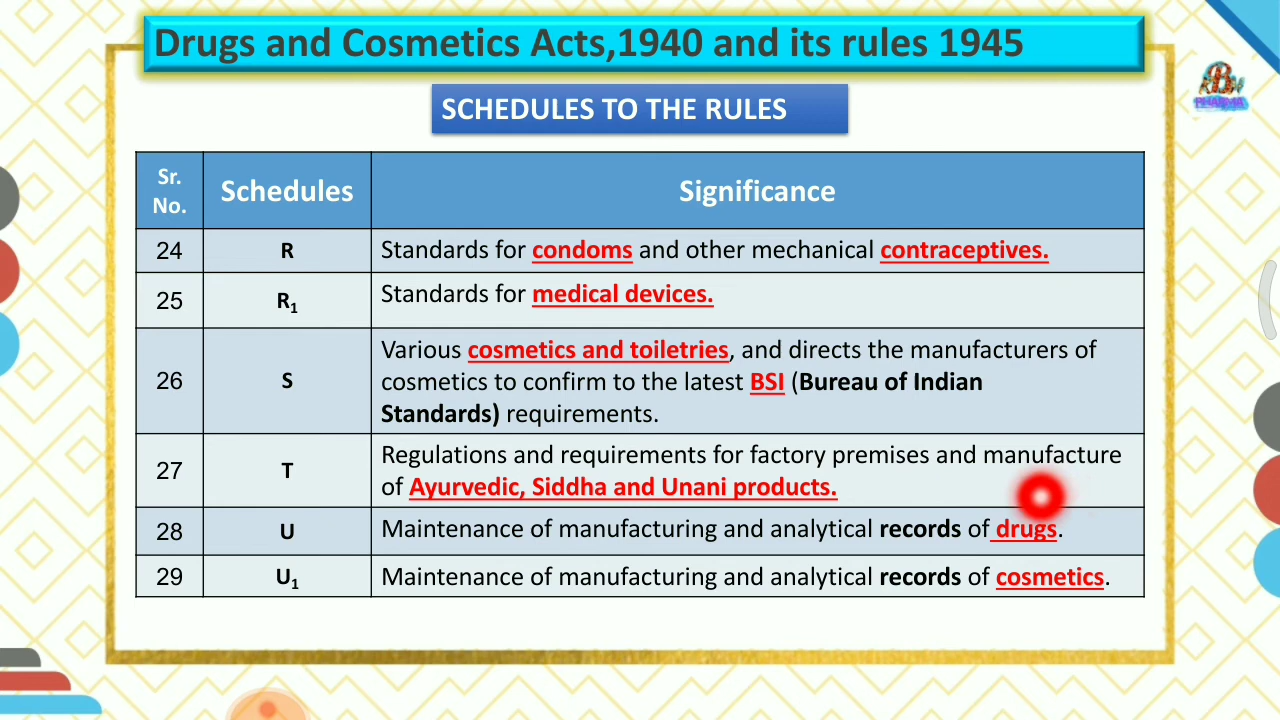 Drugs and Cosmetics Acts,1940 and its rules 1945
SCHEDULES TO THE RULES
Sr. No. Schedules Significance
24 R Standards for condoms and other mechanical contraceptives.
25 R1 Standards for medical devices.
26 S Various cosmetics and toiletries, and directs the manufacturers of
cosmetics to confirm to the latest BSI (Bureau of Indian
Standards) requirements.
27 T Regulations and requirements for factory premises and manufacture
of Ayurvedic, Siddha and Unani products.
28 U Maintenance of manufacturing and analytical records of drugs.
29 U1 Maintenance of manufacturing and analytical records of cosmetics.
PHARMA